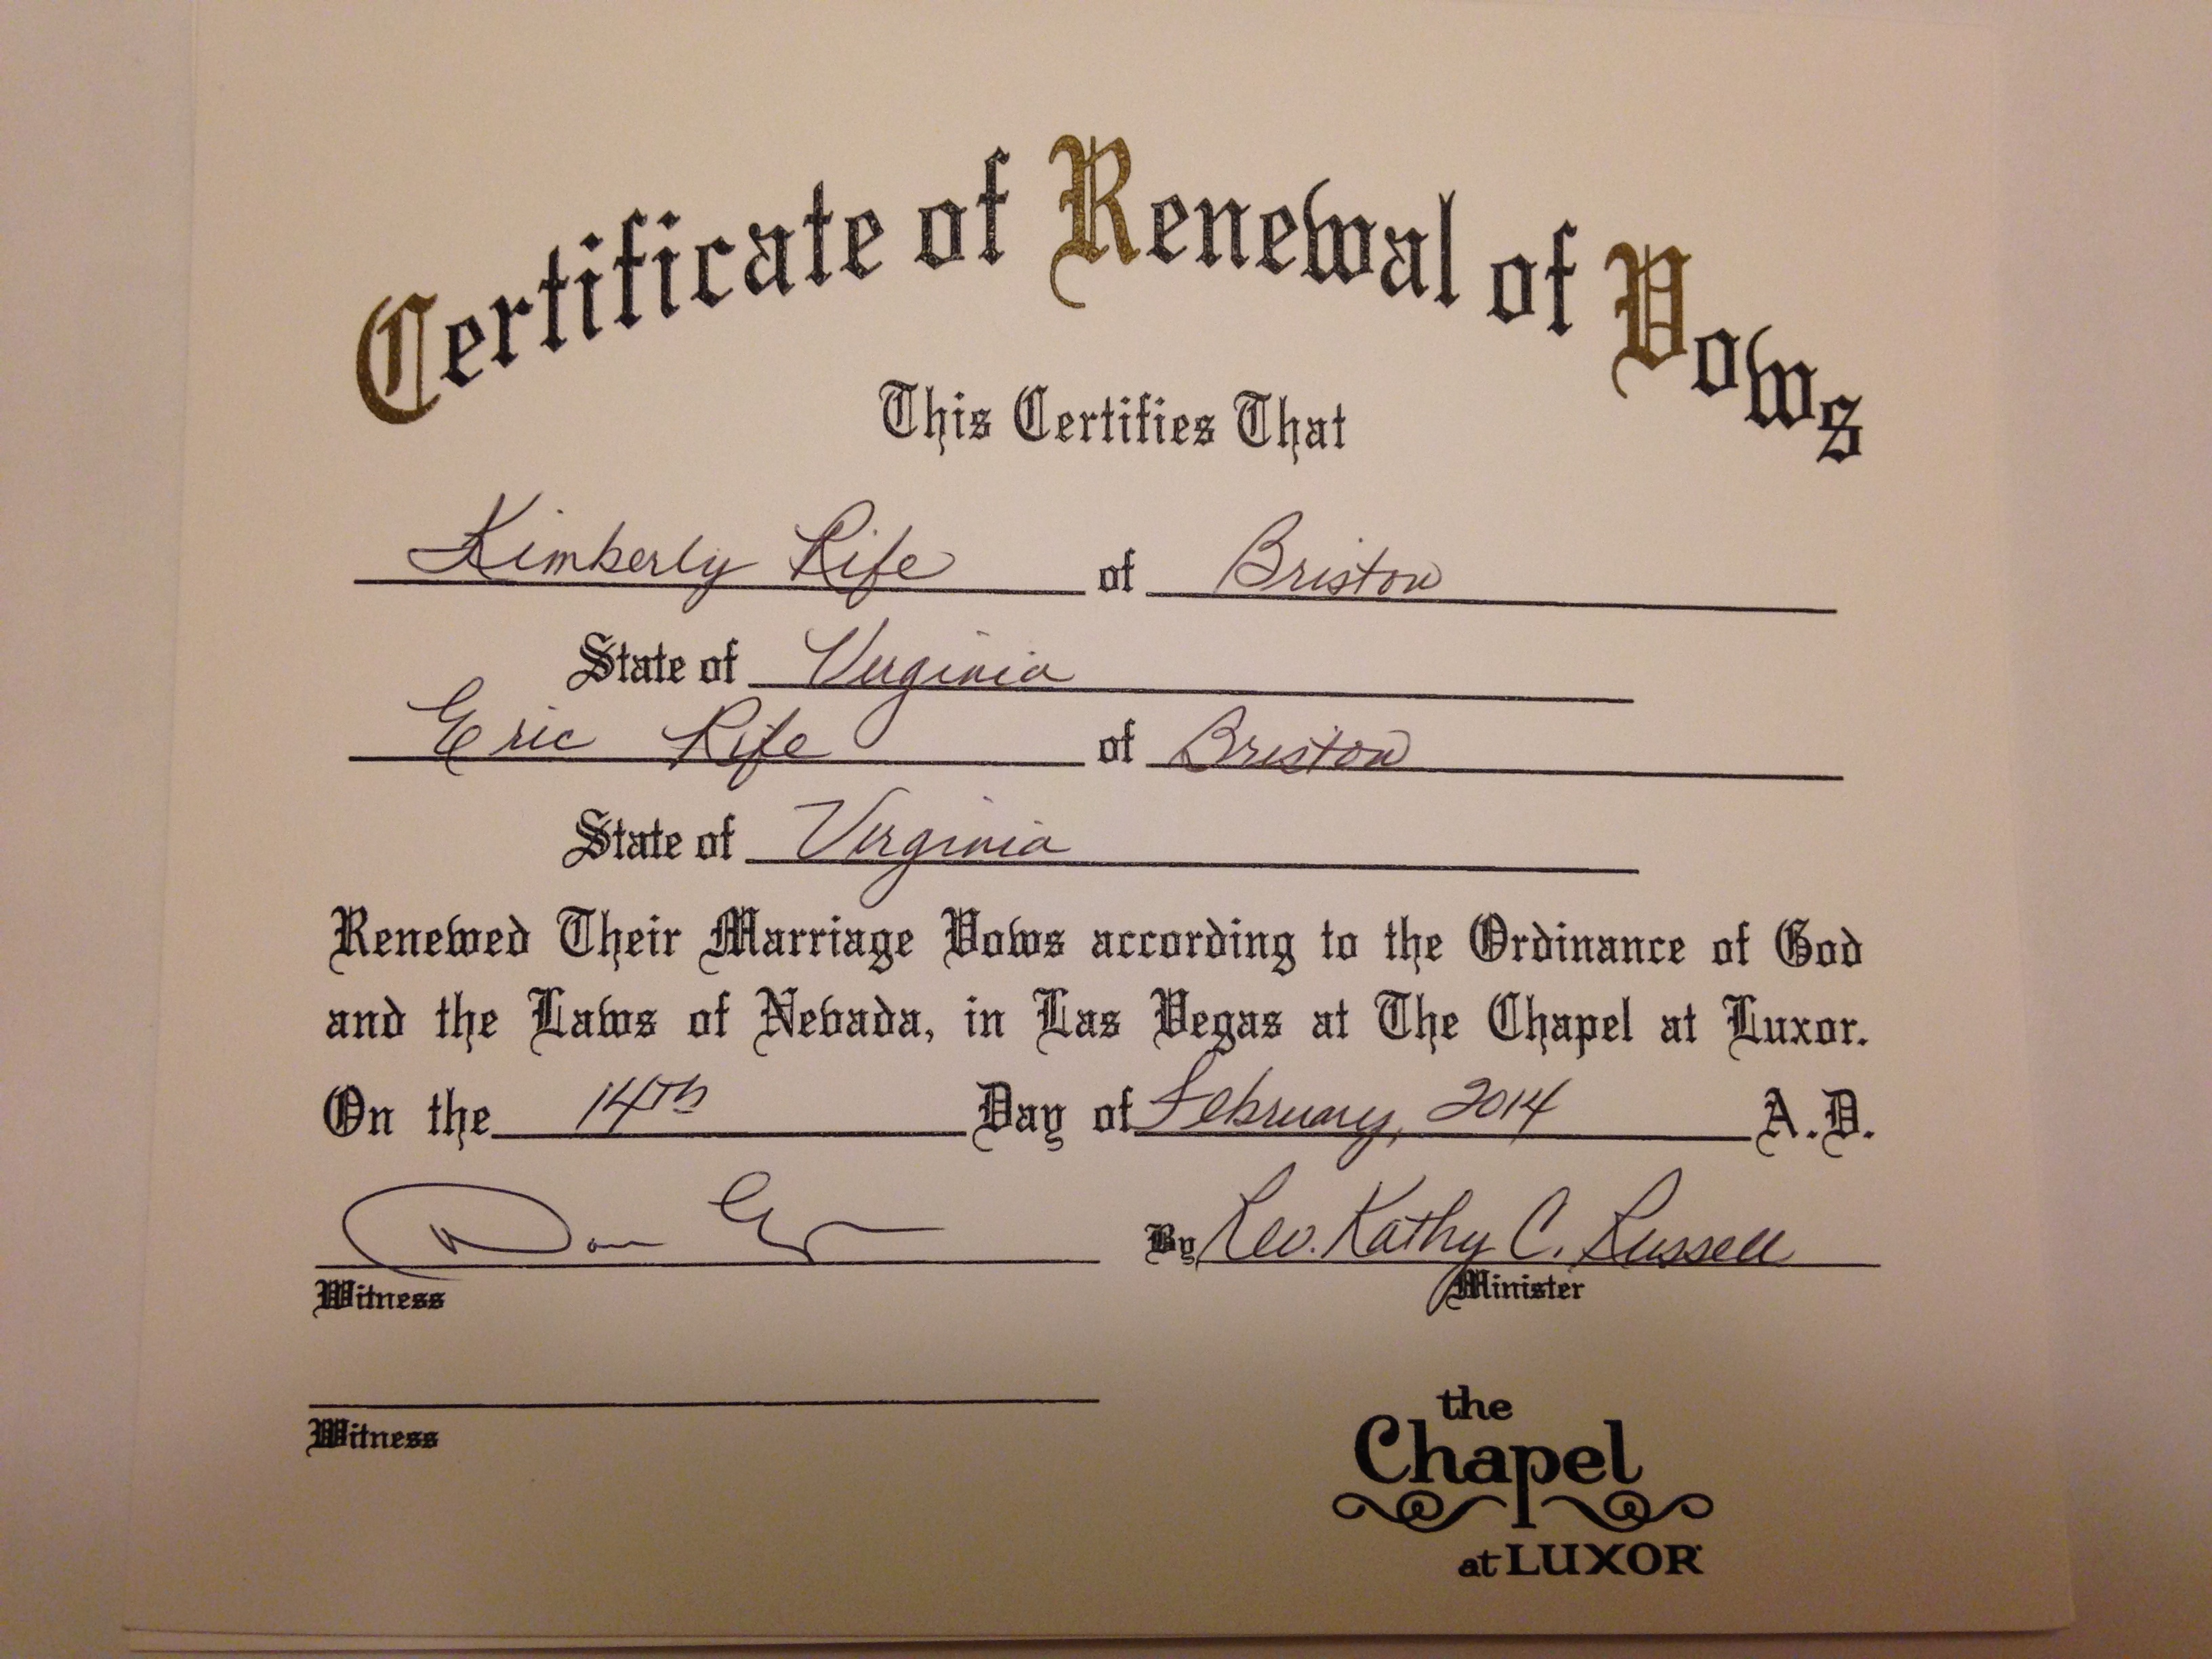 Certificate of Renewal of Vows
This Certifies That
Kimberly Rife of Bristow
State of Virginia
Eric Rife of Bristow
State of Virginia
Renewed Their Marriage Vows according to the Ordinance of God
and the Laws of Nevada, in Las Vegas at The Chapel at Luxor.
On the 14th Day of February, 2014 A.D.
By Rev. Kathy C. Russell
Witness
Minister
Witness
the
Chapel
at LUXOR